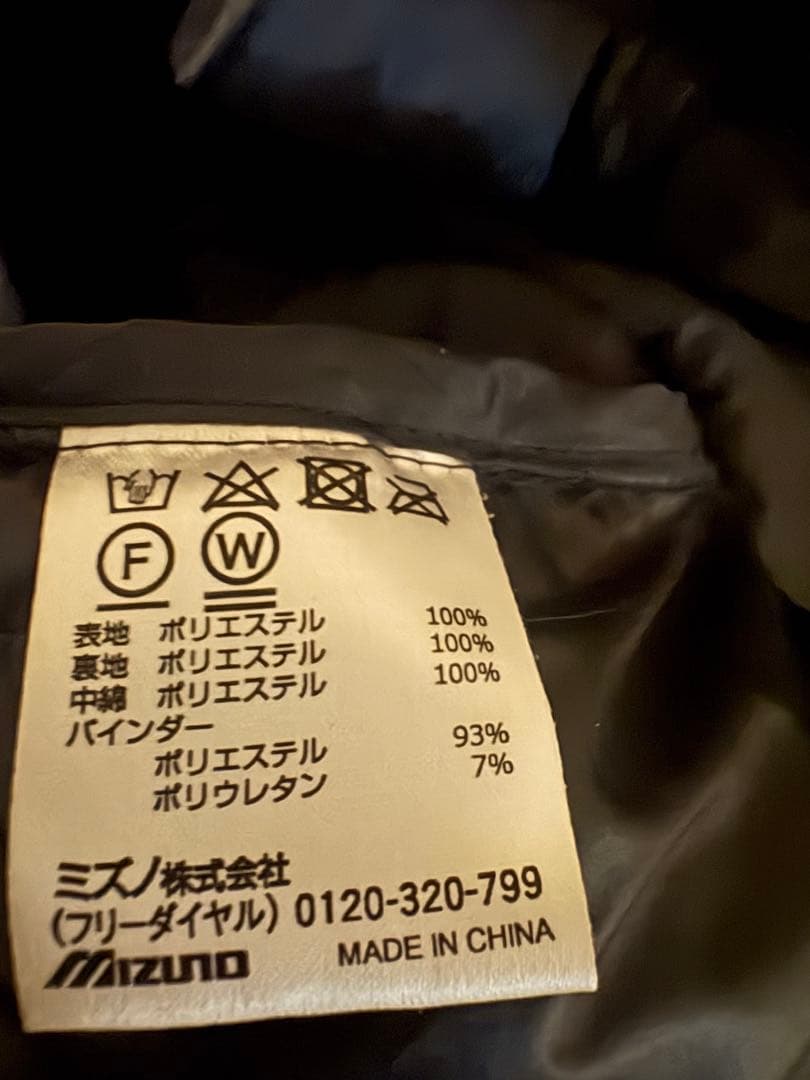 F W
表地 ポリエステル 100%
裏地 ポリエステル 100%
中綿 ポリエステル 100%
バインダー
ポリエステル 93%
ポリウレタン 7%
ミズノ株式会社
(フリーダイヤル) 0120-320-799
MIZUNO MADE IN CHINA